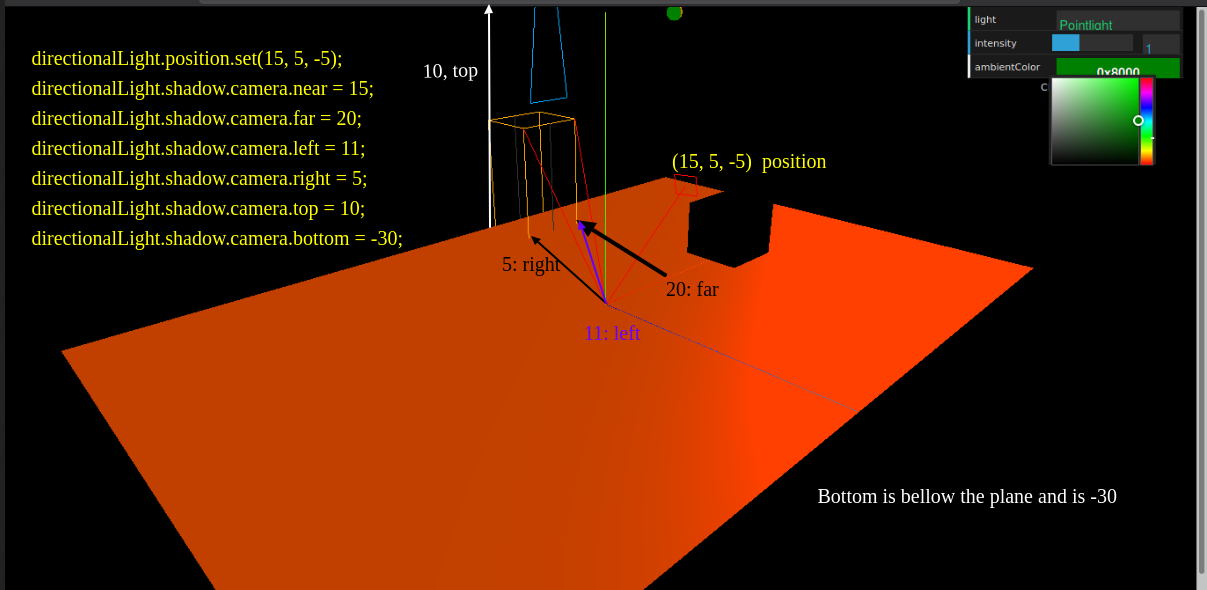 light
Pointlight
intensity
1
ambientColor
0x8000
C
directionalLight.position.set(15, 5, -5);
directionalLight.shadow.camera.near = 15;
directionalLight.shadow.camera.far = 20;
directionalLight.shadow.camera.left = 11;
directionalLight.shadow.camera.right = 5;
directionalLight.shadow.camera.top = 10;
directionalLight.shadow.camera.bottom = -30;
10, top
(15, 5, -5) position
5: right
20: far
11: left
Bottom is bellow the plane and is -30